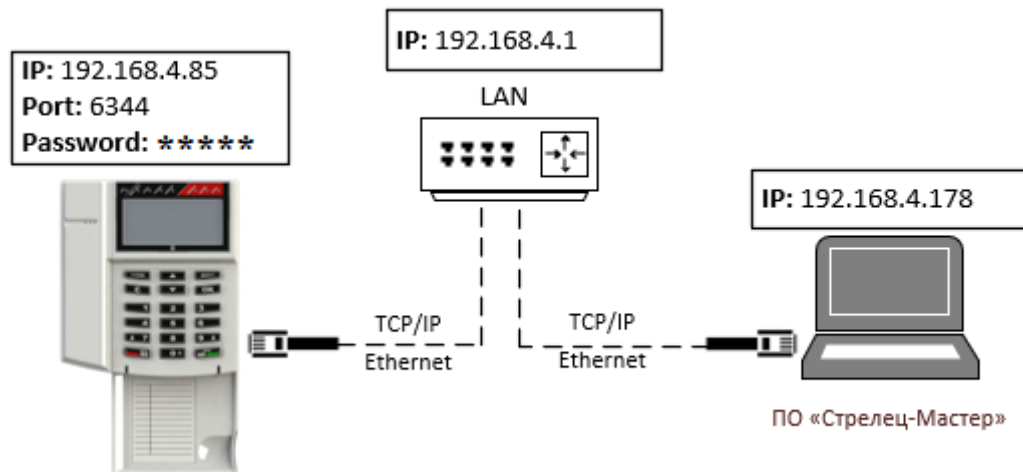 IP: 192.168.4.85
Port: 6344
Password: *****
IP: 192.168.4.1
LAN
IP: 192.168.4.178
TCP/IP
Ethernet
TCP/IP
Ethernet
ПО «Стрелец-Мастер»